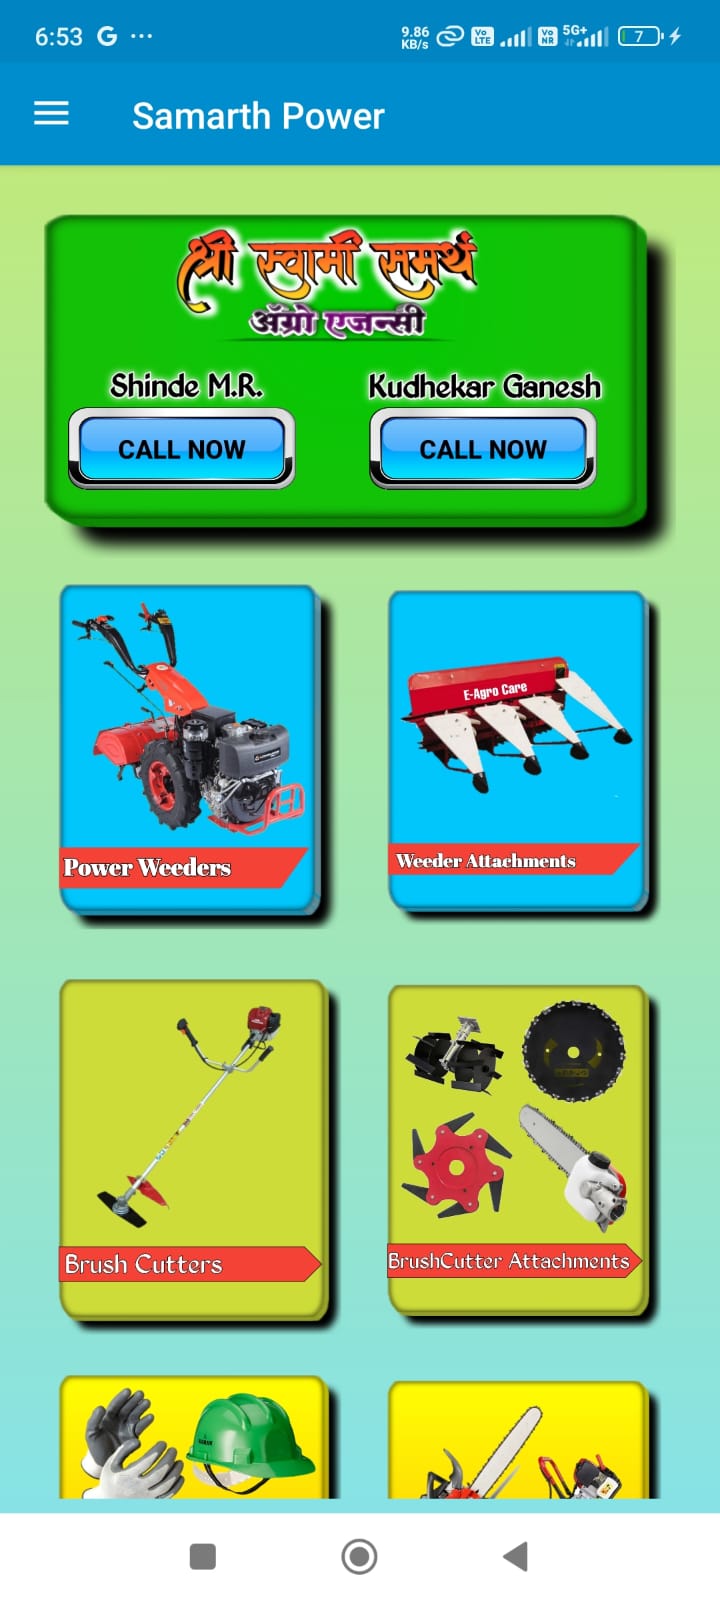 6:53 G ...
9.86 KB/s Vo LTE Vo NR 5G+ 7
Samarth Power
श्री स्वामी समर्थ
ॲग्रो एजन्सी
Shinde M.R. Kudhekar Ganesh
CALL NOW CALL NOW
E-Agro Care
Power Weeders Weeder Attachments
Brush Cutters BrushCutter Attachments